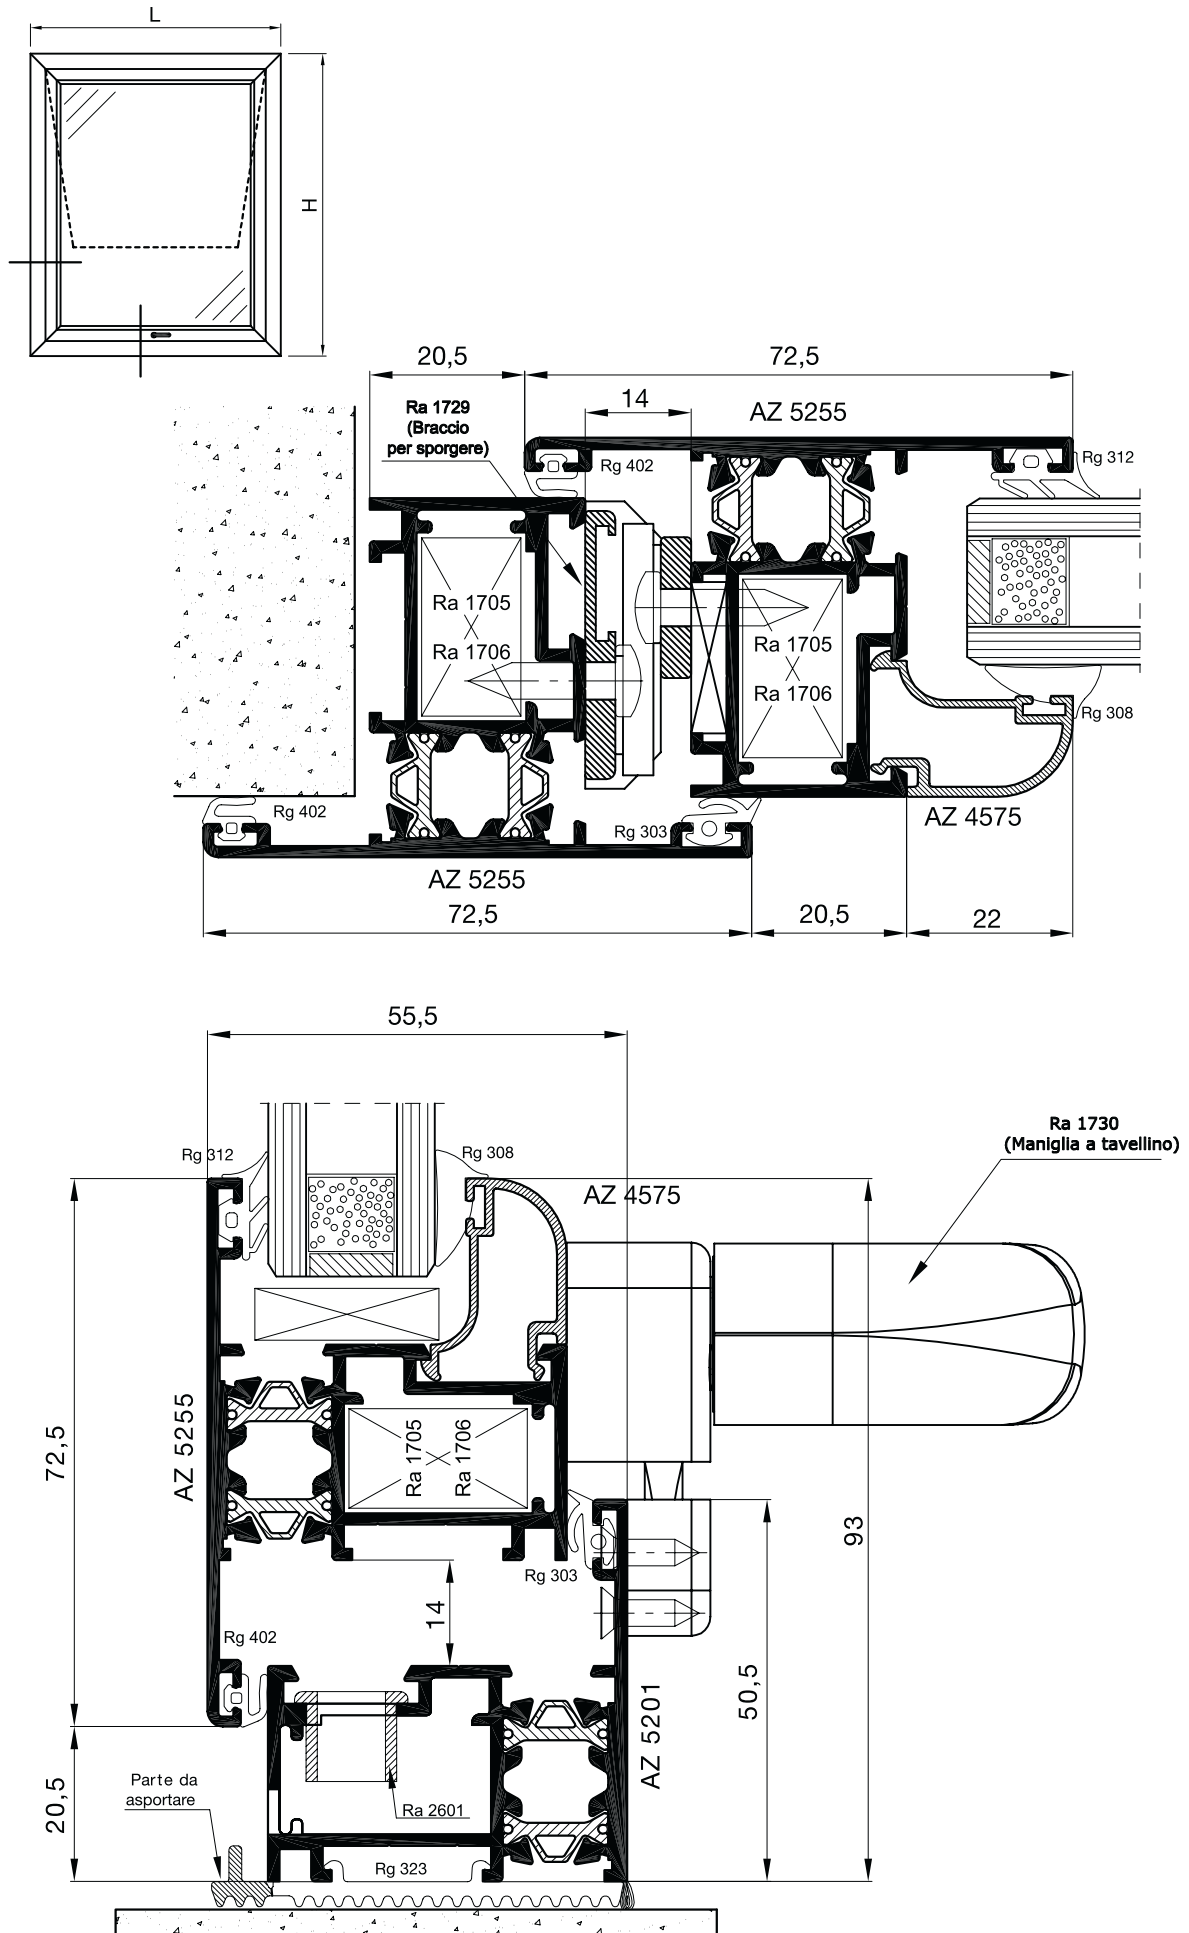 L
H
20,5
72,5
Ra 1729
(Braccio
per sporgere)
14
AZ 5255
Rg 402
Rg 312
Ra 1705
Ra 1706
Ra 1705
Ra 1706
Rg 308
Rg 402
Rg 303
AZ 4575
AZ 5255
72,5
20,5
22
55,5
Ra 1730
(Maniglia a tavellino)
Rg 312
Rg 308
AZ 4575
72,5
AZ 5255
Ra 1705
Ra 1706
93
Rg 303
14
Rg 402
50,5
AZ 5201
20,5
Parte da
asportare
Ra 2601
Rg 323